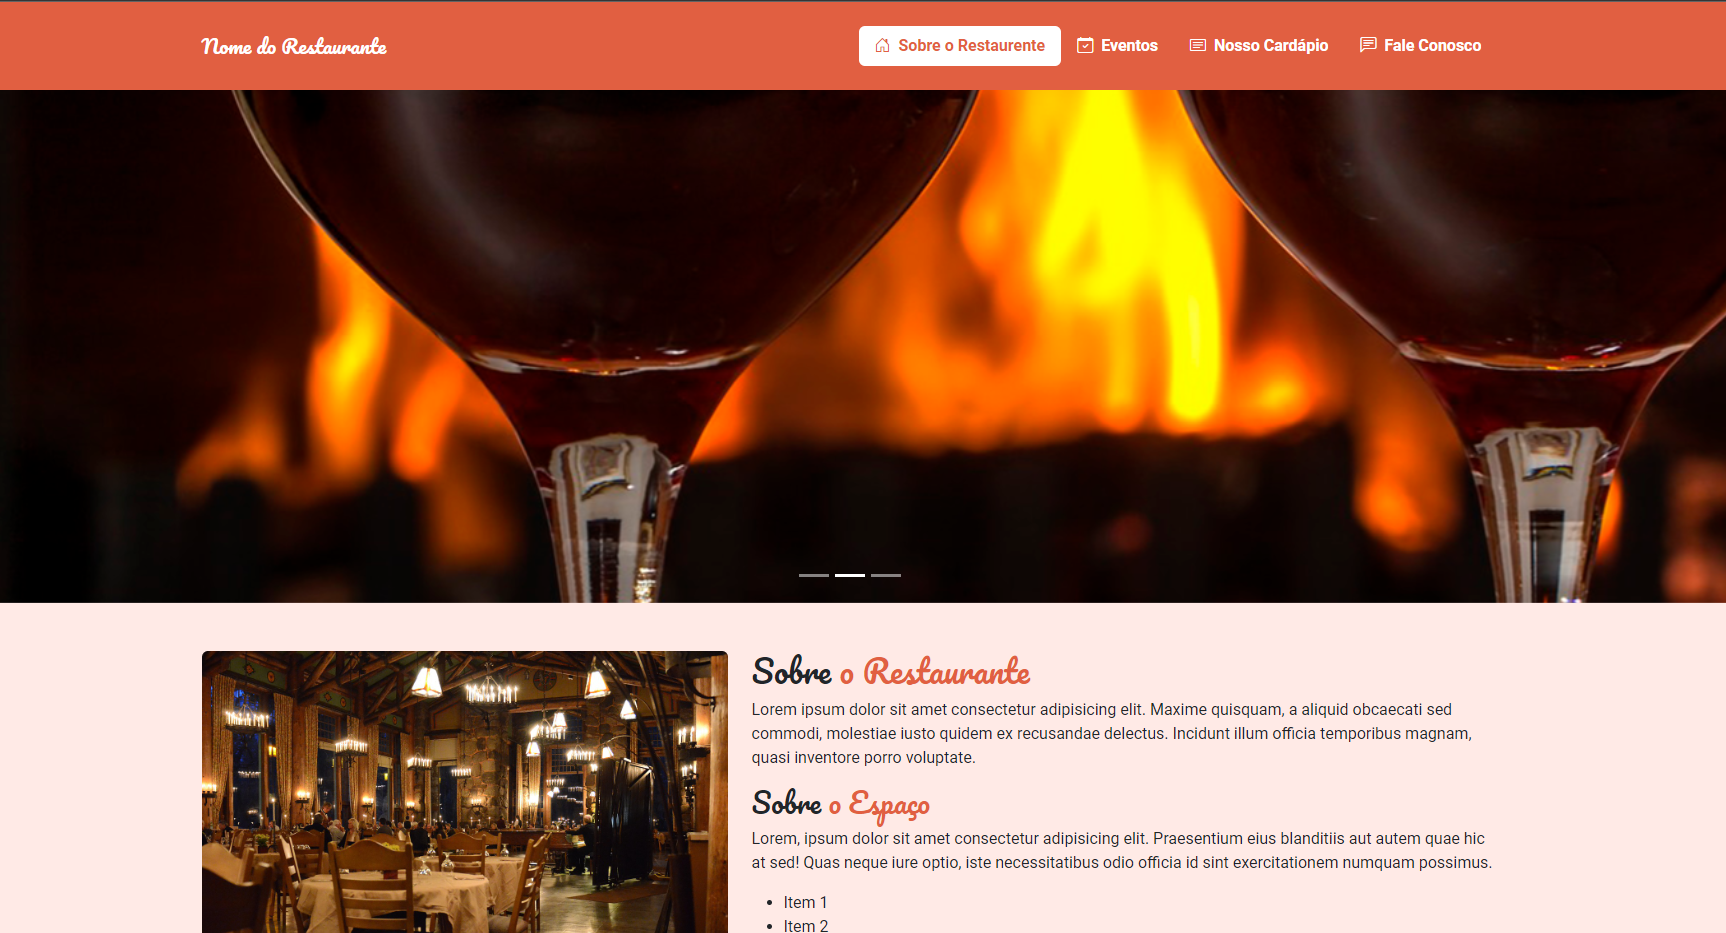 Nome do Restaurante
Sobre o Restaurente
Eventos
Nosso Cardápio
Fale Conosco
Sobre o Restaurante
Lorem ipsum dolor sit amet consectetur adipisicing elit. Maxime quisquam, a aliquid obcaecati sed
commodi, molestiae iusto quidem ex recusandae delectus. Incidunt illum officia temporibus magnam,
quasi inventore porro voluptate.
Sobre o Espaço
Lorem, ipsum dolor sit amet consectetur adipisicing elit. Praesentium eius blanditiis aut autem quae hic
at sed! Quas neque iure optio, iste necessitatibus odio officia id sint exercitationem numquam possimus.
Item 1
Item 2